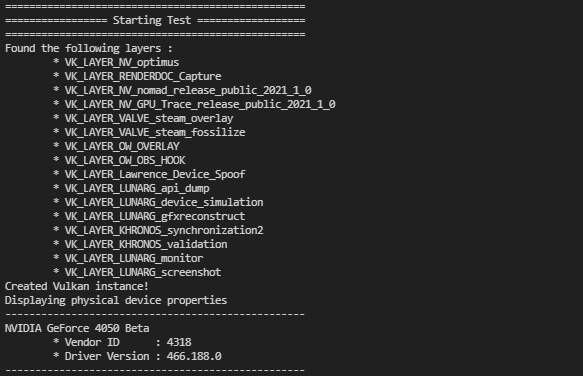 ==================================================
================= Starting Test ==================
==================================================
Found the following layers :
* VK_LAYER_NV_optimus
* VK_LAYER_RENDERDOC_Capture
* VK_LAYER_NV_nomad_release_public_2021_1_0
* VK_LAYER_NV_GPU_Trace_release_public_2021_1_0
* VK_LAYER_VALVE_steam_overlay
* VK_LAYER_VALVE_steam_fossilize
* VK_LAYER_OW_OVERLAY
* VK_LAYER_OW_OBS_HOOK
* VK_LAYER_Lawrence_Device_Spoof
* VK_LAYER_LUNARG_api_dump
* VK_LAYER_LUNARG_device_simulation
* VK_LAYER_LUNARG_gfxreconstruct
* VK_LAYER_KHRONOS_synchronization2
* VK_LAYER_KHRONOS_validation
* VK_LAYER_LUNARG_monitor
* VK_LAYER_LUNARG_screenshot
Created Vulkan instance!
Displaying physical device properties
--------------------------------------------------
NVIDIA GeForce 4050 Beta
* Vendor ID      : 4318
* Driver Version : 466.188.0
--------------------------------------------------